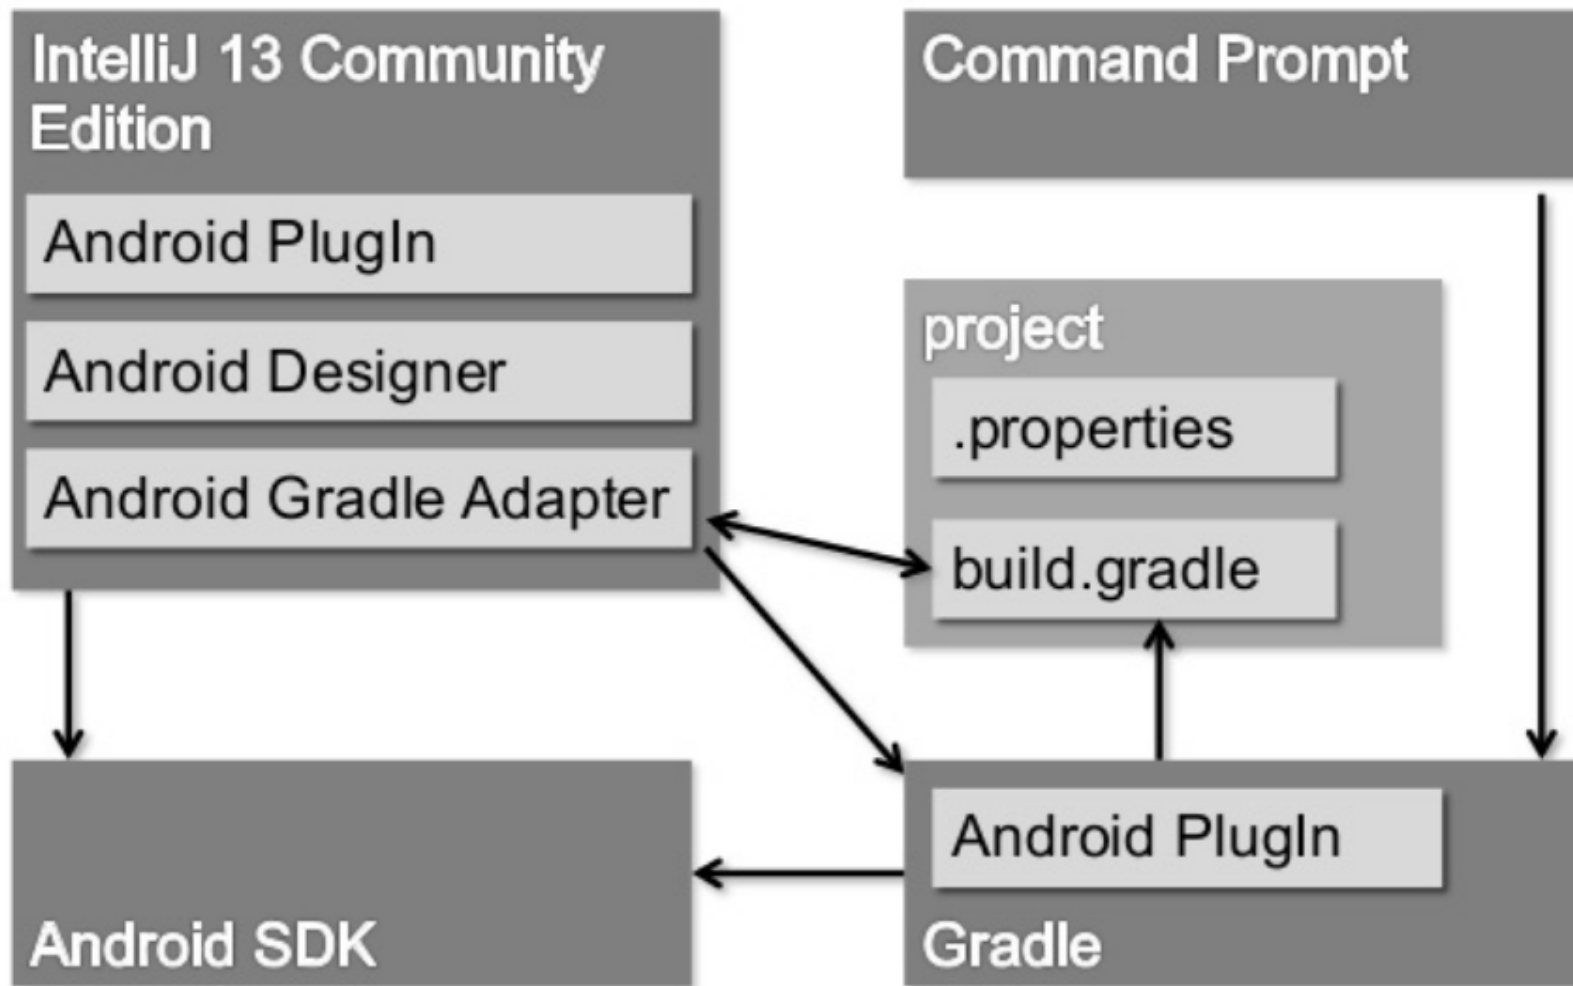 IntelliJ 13 Community
Edition
Android PlugIn
Android Designer
Android Gradle Adapter
Command Prompt
project
.properties
build.gradle
Android SDK
Android PlugIn
Gradle